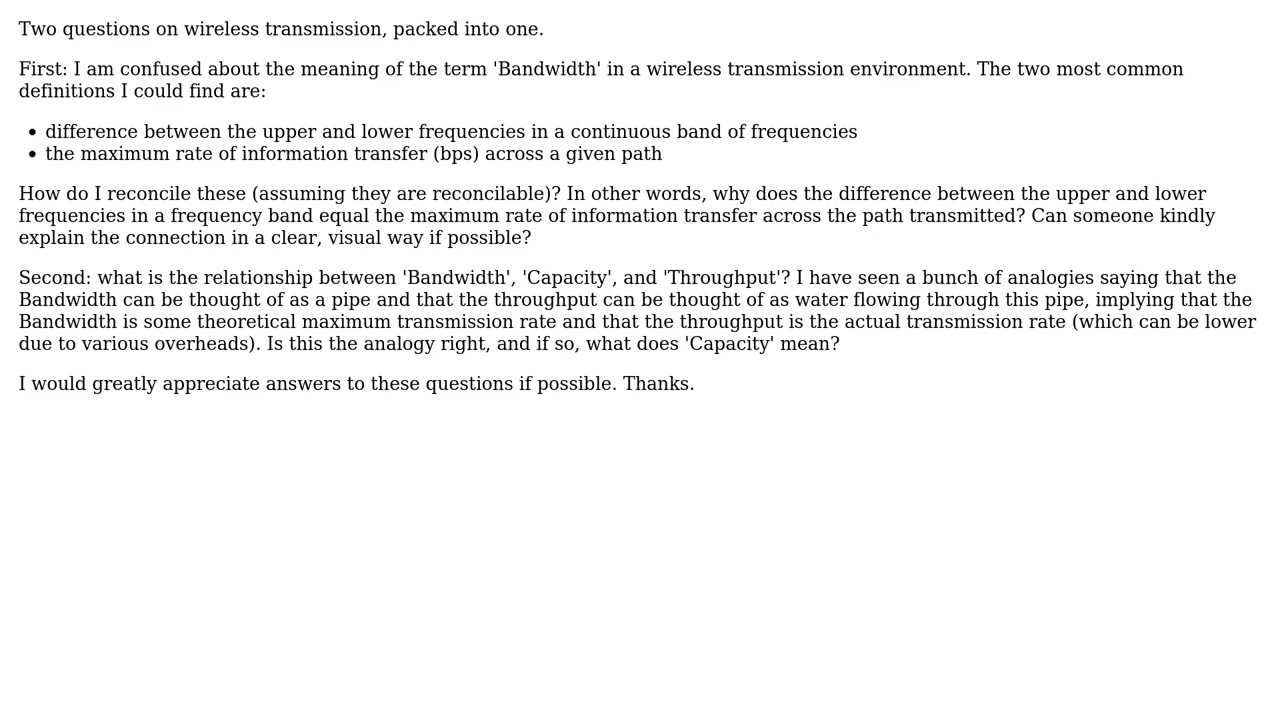 Two questions on wireless transmission, packed into one.
First: I am confused about the meaning of the term 'Bandwidth' in a wireless transmission environment. The two most common
definitions I could find are:
• difference between the upper and lower frequencies in a continuous band of frequencies
• the maximum rate of information transfer (bps) across a given path
How do I reconcile these (assuming they are reconcilable)? In other words, why does the difference between the upper and lower
frequencies in a frequency band equal the maximum rate of information transfer across the path transmitted? Can someone kindly
explain the connection in a clear, visual way if possible?
Second: what is the relationship between 'Bandwidth', 'Capacity', and 'Throughput'? I have seen a bunch of analogies saying that the
Bandwidth can be thought of as a pipe and that the throughput can be thought of as water flowing through this pipe, implying that the
Bandwidth is some theoretical maximum transmission rate and that the throughput is the actual transmission rate (which can be lower
due to various overheads). Is this the analogy right, and if so, what does 'Capacity' mean?
I would greatly appreciate answers to these questions if possible. Thanks.